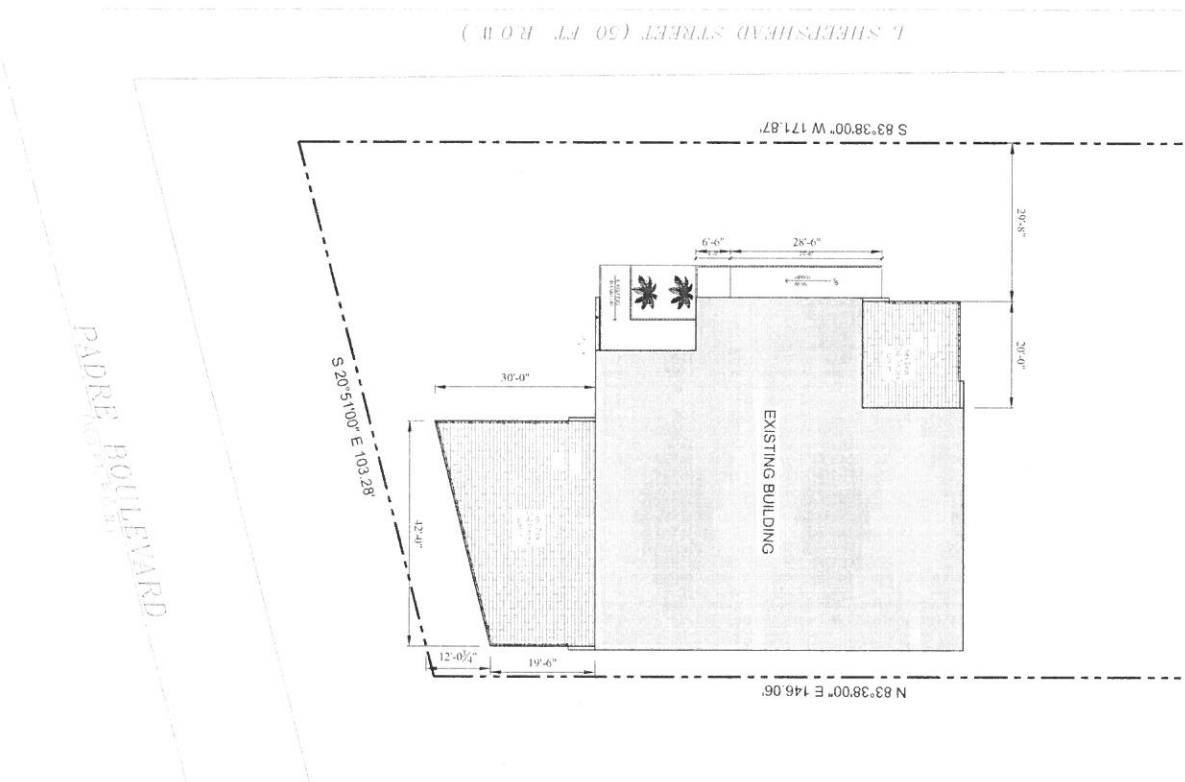 L SHEEPSHEAD STREET (50 FT R.O.W.)
S 83°38'00" W 171.87'
29'-8"
6'-6"
28'-6"
20'-0"
30'-0"
S 20°51'00" E 103.28'
PADRE BOULEVARD
EXISTING BUILDING
42'-0"
12'-0¾"
19'-6"
N 83°38'00" E 146.06'